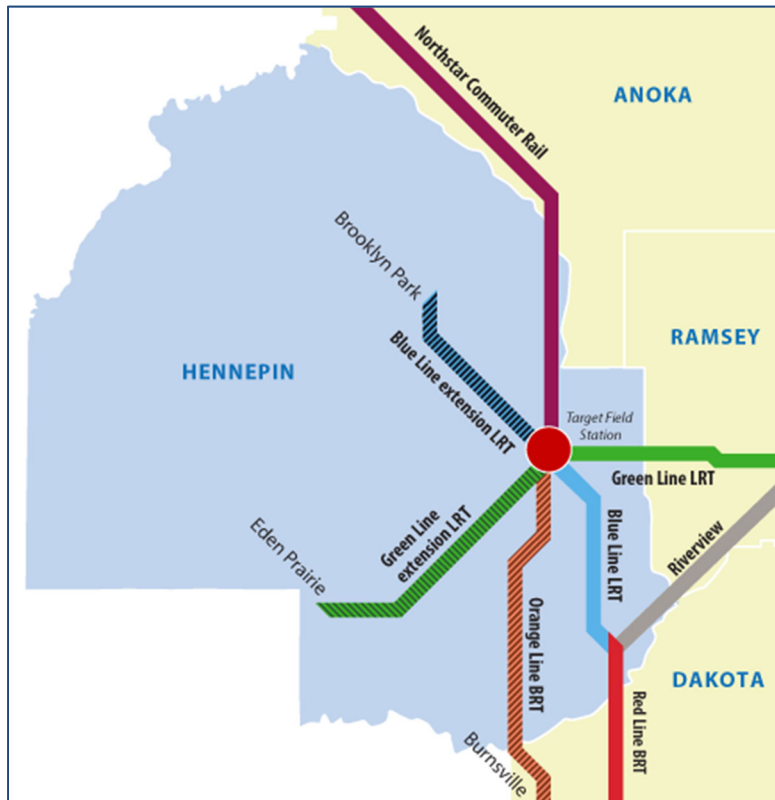 Northstar Commuter Rail
ANOKA
Brooklyn Park
RAMSEY
HENNEPIN
Blue Line extension LRT
Target Field
Station
Green Line LRT
Green Line
extension LRT
Eden Prairie
Blue Line LRT
Riverview
Orange Line BRT
DAKOTA
Red Line BRT
Burnsville